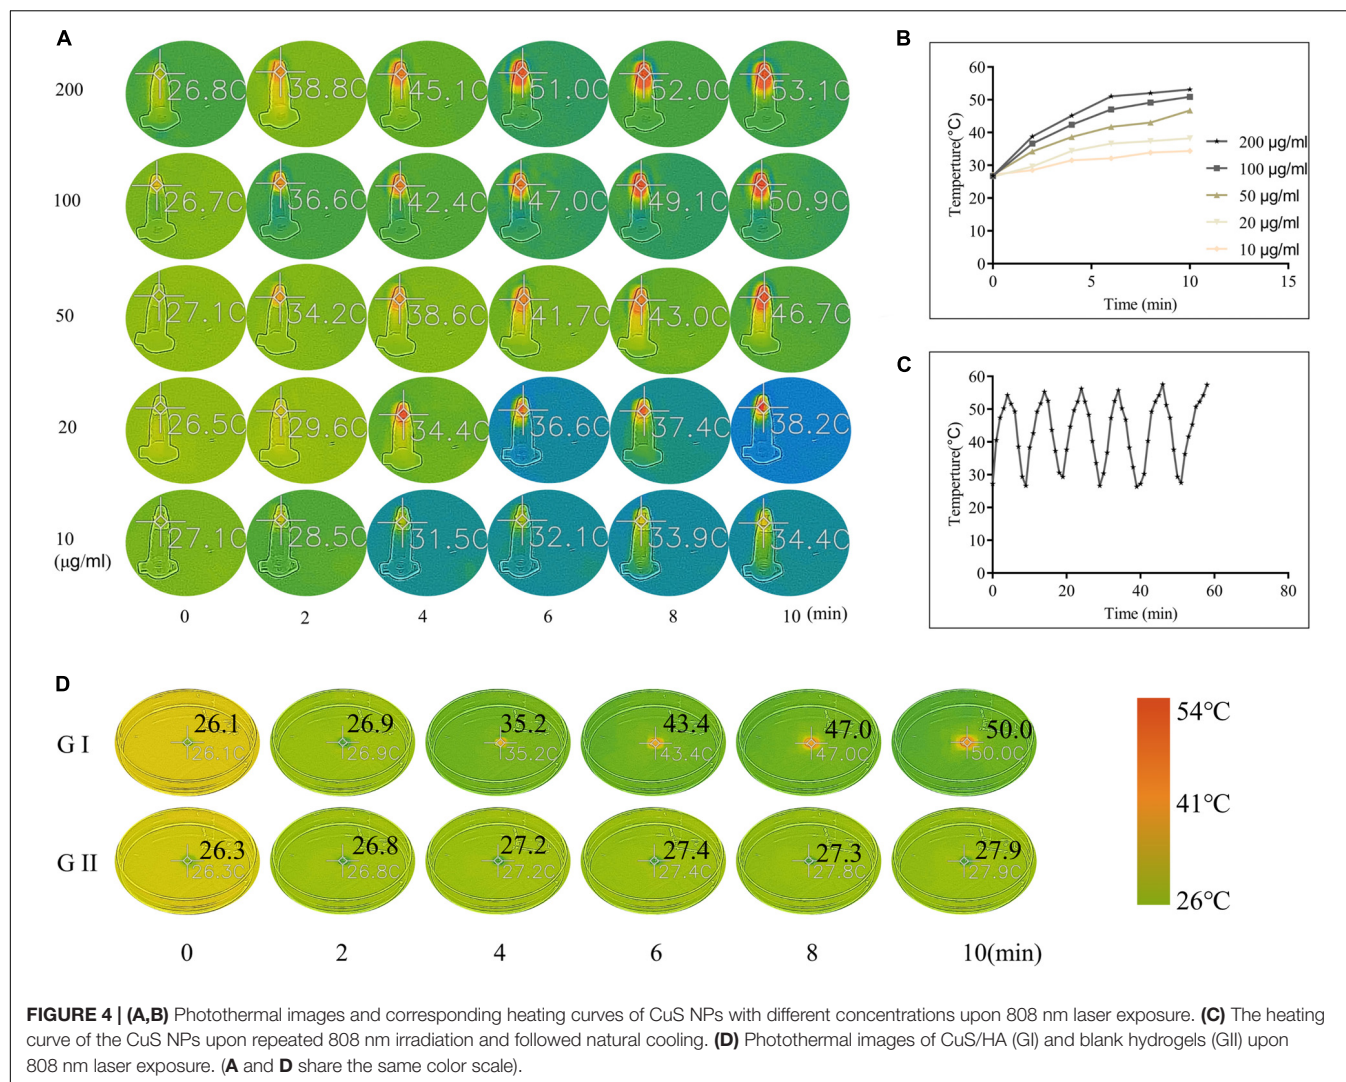 A
200 26.8C 38.8C 45.1C 51.0C 52.0C 53.1C
100 26.7C 36.6C 42.4C 47.0C 49.1C 50.9C
50 27.1C 34.2C 38.6C 41.7C 43.0C 46.7C
20 26.5C 29.6C 34.4C 36.6C 37.4C 38.2C
10 27.1C 28.5C 31.5C 32.1C 33.9C 34.4C
(µg/ml)
0 2 4 6 8 10 (min)
B
Temperture(°C)
60
50
40
30
20
10
0
0 5 10 15
Time (min)
200 µg/ml
100 µg/ml
50 µg/ml
20 µg/ml
10 µg/ml
C
Temperture(°C)
60
50
40
30
20
10
0
0 20 40 60 80
Time (min)
D
G I 26.1 26.9 35.2 43.4 47.0 50.0
26.1C 26.9C 35.2C 43.4C 47.0C 50.0C
G II 26.3 26.8 27.2 27.4 27.3 27.9
26.3C 26.8C 27.2C 27.4C 27.8C 27.9C
0 2 4 6 8 10(min)
54°C
41°C
26°C
FIGURE 4 | (A,B) Photothermal images and corresponding heating curves of CuS NPs with different concentrations upon 808 nm laser exposure. (C) The heating
curve of the CuS NPs upon repeated 808 nm irradiation and followed natural cooling. (D) Photothermal images of CuS/HA (GI) and blank hydrogels (GII) upon
808 nm laser exposure. (A and D share the same color scale).